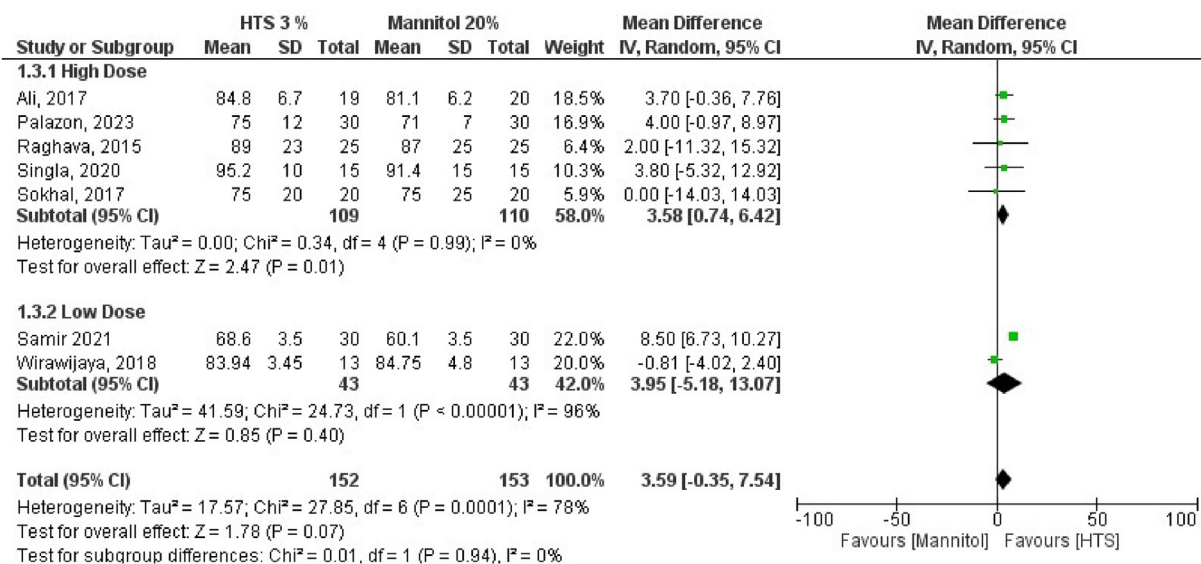 HTS 3 % Mannitol 20% Mean Difference Mean Difference
Study or Subgroup Mean SD Total Mean SD Total Weight IV, Random, 95% CI IV, Random, 95% CI
1.3.1 High Dose
Ali, 2017 84.8 6.7 19 81.1 6.2 20 18.5% 3.70 [-0.36, 7.76]
Palazon, 2023 75 12 30 71 7 30 16.9% 4.00 [-0.97, 8.97]
Raghava, 2015 89 23 25 87 25 25 6.4% 2.00 [-11.32, 15.32]
Singla, 2020 95.2 10 15 91.4 15 15 10.3% 3.80 [-5.32, 12.92]
Sokhal, 2017 75 20 20 75 25 20 5.9% 0.00 [-14.03, 14.03]
Subtotal (95% CI) 109 110 58.0% 3.58 [0.74, 6.42]
Heterogeneity: Tau² = 0.00; Chi² = 0.34, df = 4 (P = 0.99); I² = 0%
Test for overall effect: Z = 2.47 (P = 0.01)
1.3.2 Low Dose
Samir 2021 68.6 3.5 30 60.1 3.5 30 22.0% 8.50 [6.73, 10.27]
Wirawijaya, 2018 83.94 3.45 13 84.75 4.8 13 20.0% -0.81 [-4.02, 2.40]
Subtotal (95% CI) 43 43 42.0% 3.95 [-5.18, 13.07]
Heterogeneity: Tau² = 41.59; Chi² = 24.73, df = 1 (P < 0.00001); I² = 96%
Test for overall effect: Z = 0.85 (P = 0.40)
Total (95% CI) 152 153 100.0% 3.59 [-0.35, 7.54]
Heterogeneity: Tau² = 17.57; Chi² = 27.85, df = 6 (P = 0.0001); I² = 78%
Test for overall effect: Z = 1.78 (P = 0.07)
Test for subgroup differences: Chi² = 0.01, df = 1 (P = 0.94), I² = 0%
-100 -50 0 50 100
Favours [Mannitol] Favours [HTS]